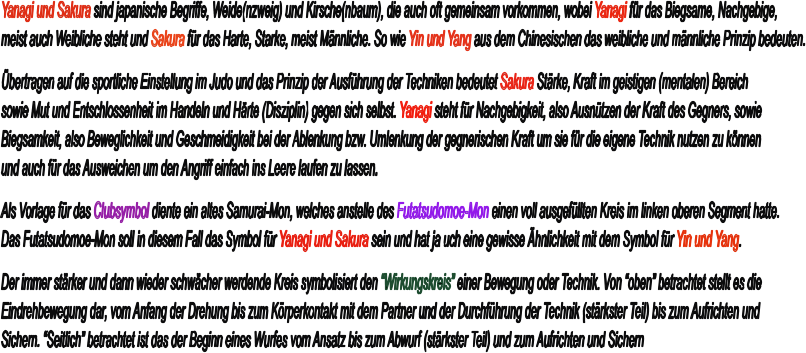 Yanagi und Sakura sind japanische Begriffe, Weide(nzweig) und Kirsche(nbaum), die auch oft gemeinsam vorkommen, wobei Yanagi für das Biegsame, Nachgebige,
meist auch Weibliche steht und Sakura für das Harte, Starke, meist Männliche. So wie Yin und Yang aus dem Chinesischen das weibliche und männliche Prinzip bedeuten.
Übertragen auf die sportliche Einstellung im Judo und das Prinzip der Ausführung der Techniken bedeutet Sakura Stärke, Kraft im geistigen (mentalen) Bereich
sowie Mut und Entschlossenheit im Handeln und Härte (Disziplin) gegen sich selbst. Yanagi steht für Nachgebigkeit, also Ausnützen der Kraft des Gegners, sowie
Biegsamkeit, also Beweglichkeit und Geschmeidigkeit bei der Ablenkung bzw. Umlenkung der gegnerischen Kraft um sie für die eigene Technik nutzen zu können
und auch für das Ausweichen um den Angriff einfach ins Leere laufen zu lassen.
Als Vorlage für das Clubsymbol diente ein altes Samurai-Mon, welches anstelle des Futatsudomoe-Mon einen voll ausgefüllten Kreis im linken oberen Segment hatte.
Das Futatsudomoe-Mon soll in diesem Fall das Symbol für Yanagi und Sakura sein und hat ja uch eine gewisse Ähnlichkeit mit dem Symbol für Yin und Yang.
Der immer stärker und dann wieder schwächer werdende Kreis symbolisiert den "Wirkungskreis" einer Bewegung oder Technik. Von "oben" betrachtet stellt es die
Eindrehbewegung dar, vom Anfang der Drehung bis zum Körperkontakt mit dem Partner und der Durchführung der Technik (stärkster Teil) bis zum Aufrichten und
Sichern. "Seitlich" betrachtet ist das der Beginn eines Wurfes vom Ansatz bis zum Abwurf (stärkster Teil) und zum Aufrichten und Sichern